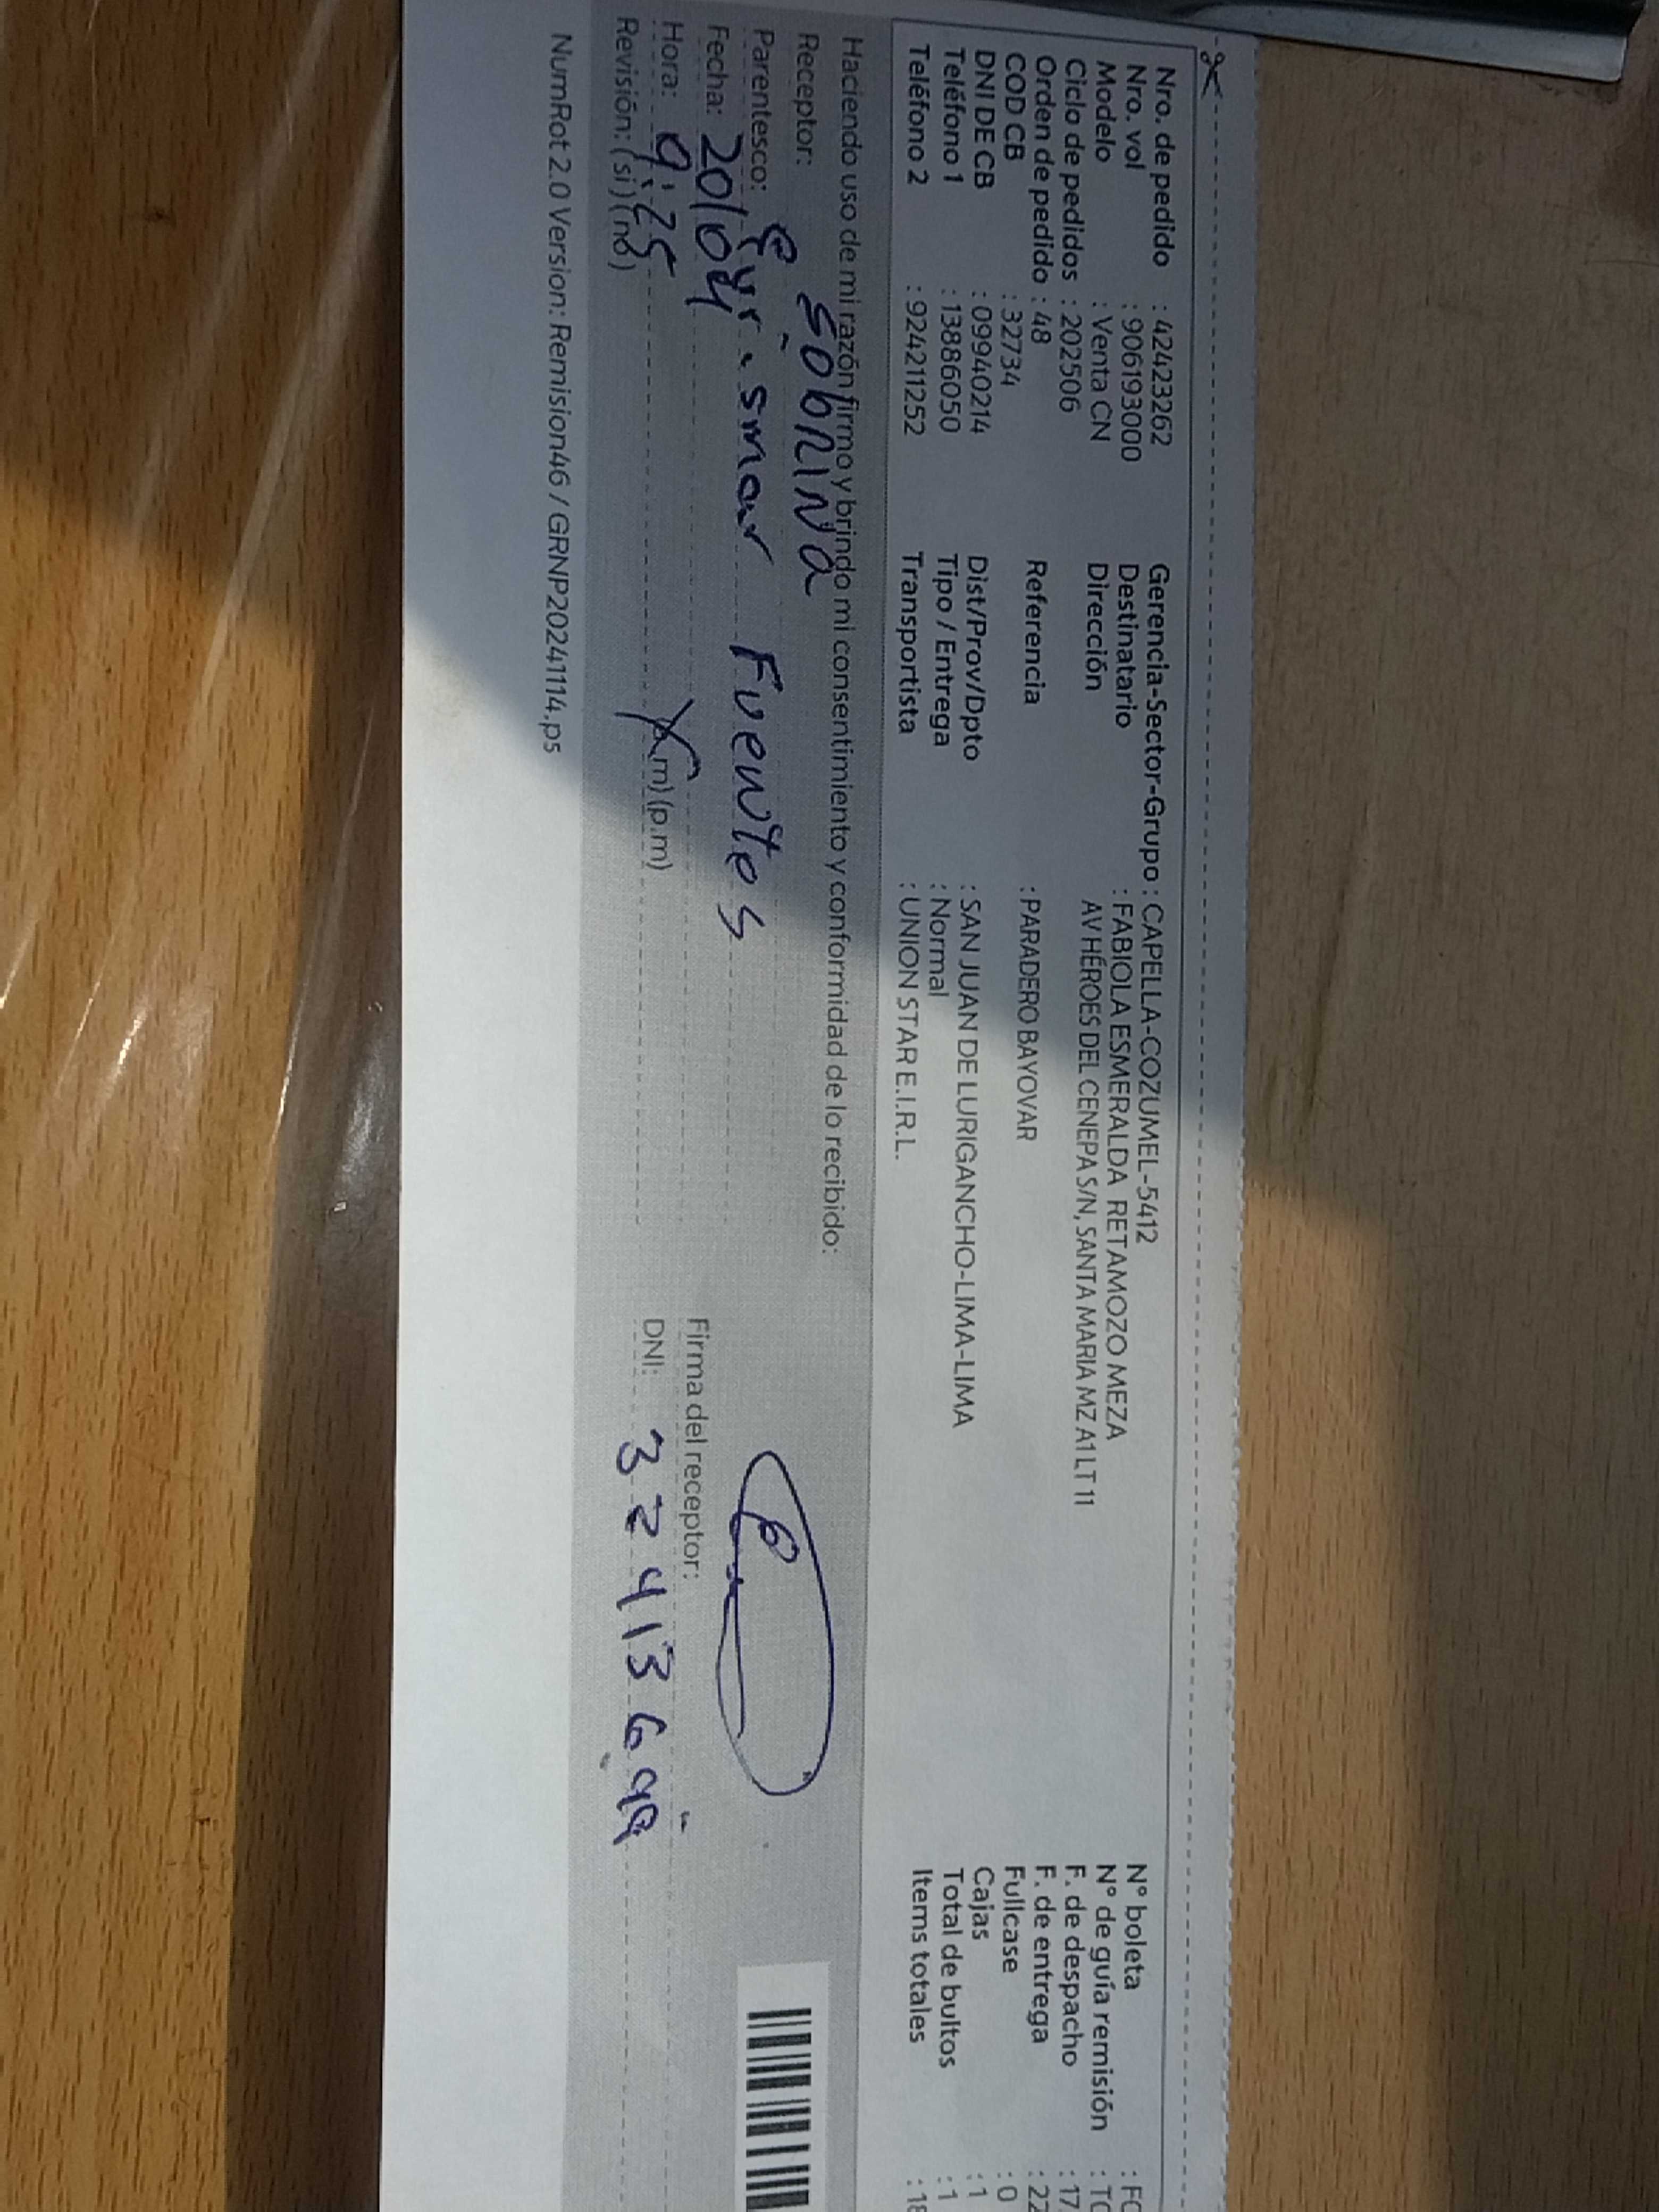 Nro. de pedido : 42423262
Nro. vol : 906193000
Modelo : Venta CN
Ciclo de pedidos : 202506
Orden de pedido : 48
COD CB : 32734
DNI DE CB : 09940214
Teléfono 1 : 13886050
Teléfono 2 : 924211252
Gerencia-Sector-Grupo : CAPELLA-COZUMEL-5412
Destinatario : FABIOLA ESMERALDA RETAMOZO MEZA
Dirección AV HÉROES DEL CENEPA S/N, SANTA MARIA MZ A1 LT 11
Referencia : PARADERO BAYOVAR
Dist/Prov/Dpto : SAN JUAN DE LURIGANCHO-LIMA-LIMA
Tipo / Entrega : Normal
Transportista : UNION STAR E.I.R.L.
N° boleta : FC
N° de guía remisión : T0
F. de despacho : 17
F. de entrega : 22
Fullcase : 0
Cajas : 1
Total de bultos : 1
Items totales : 18
Haciendo uso de mi razón firmo y brindo mi consentimiento y conformidad de lo recibido:
Receptor: SobRINa
Parentesco: Fuentes
Fecha: 20/04
Hora: 9:25 m) (p.m)
Revisión: (si) (no)
Firma del receptor:
DNI: 32413699
NumRot 2.0 Version: Remision46 / GRNP20241114.ps